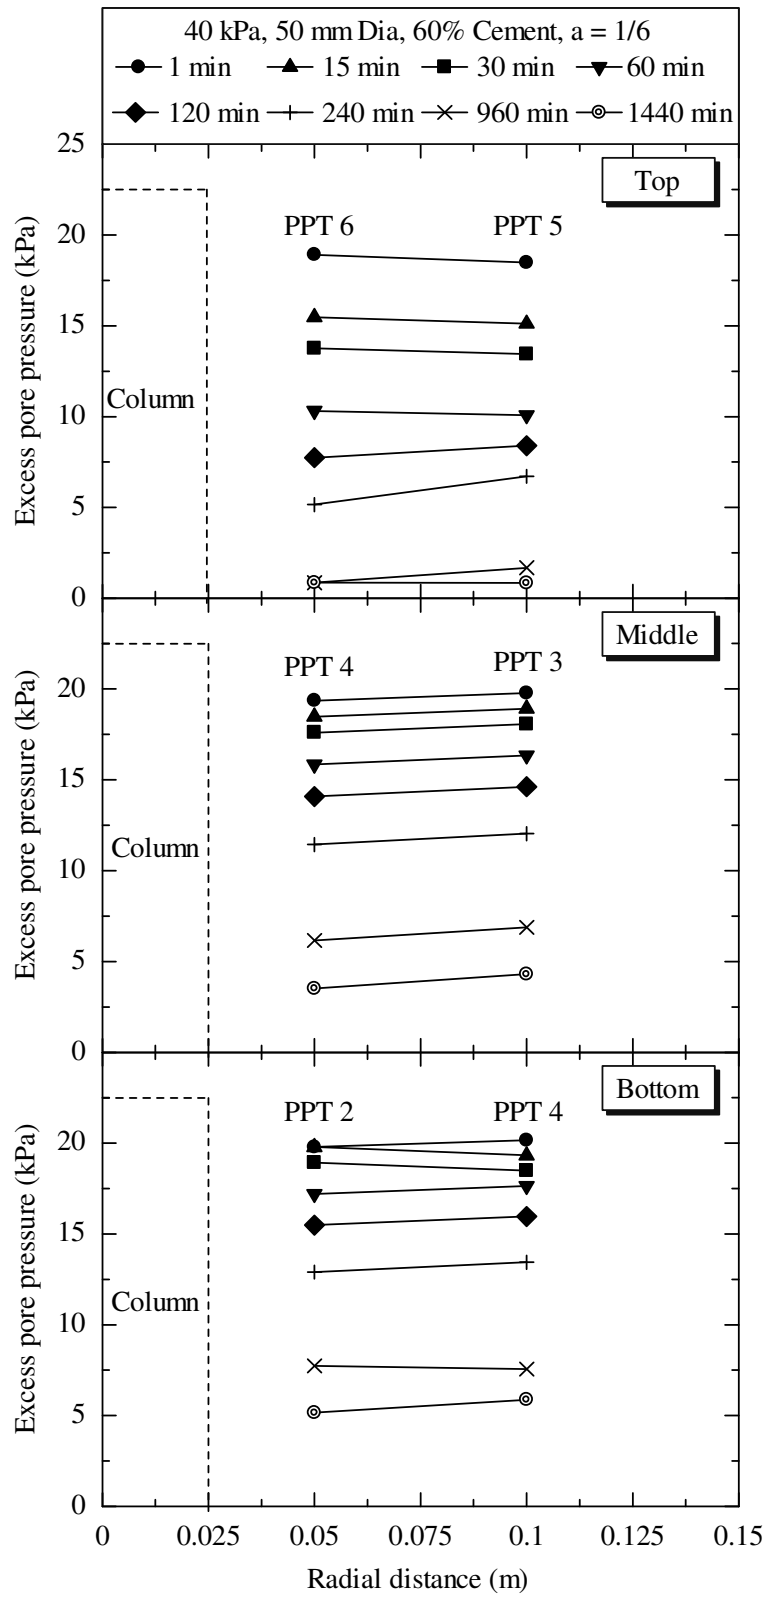 40 kPa, 50 mm Dia, 60% Cement, a = 1/6
1 min 15 min 30 min 60 min
120 min 240 min 960 min 1440 min
25
Top
PPT 6 PPT 5
20
15
Column
10
5
0
Excess pore pressure (kPa)
Middle
PPT 4 PPT 3
20
15
Column
10
5
0
Excess pore pressure (kPa)
Bottom
PPT 2 PPT 4
20
15
Column
10
5
0
Excess pore pressure (kPa)
0 0.025 0.05 0.075 0.1 0.125 0.15
Radial distance (m)